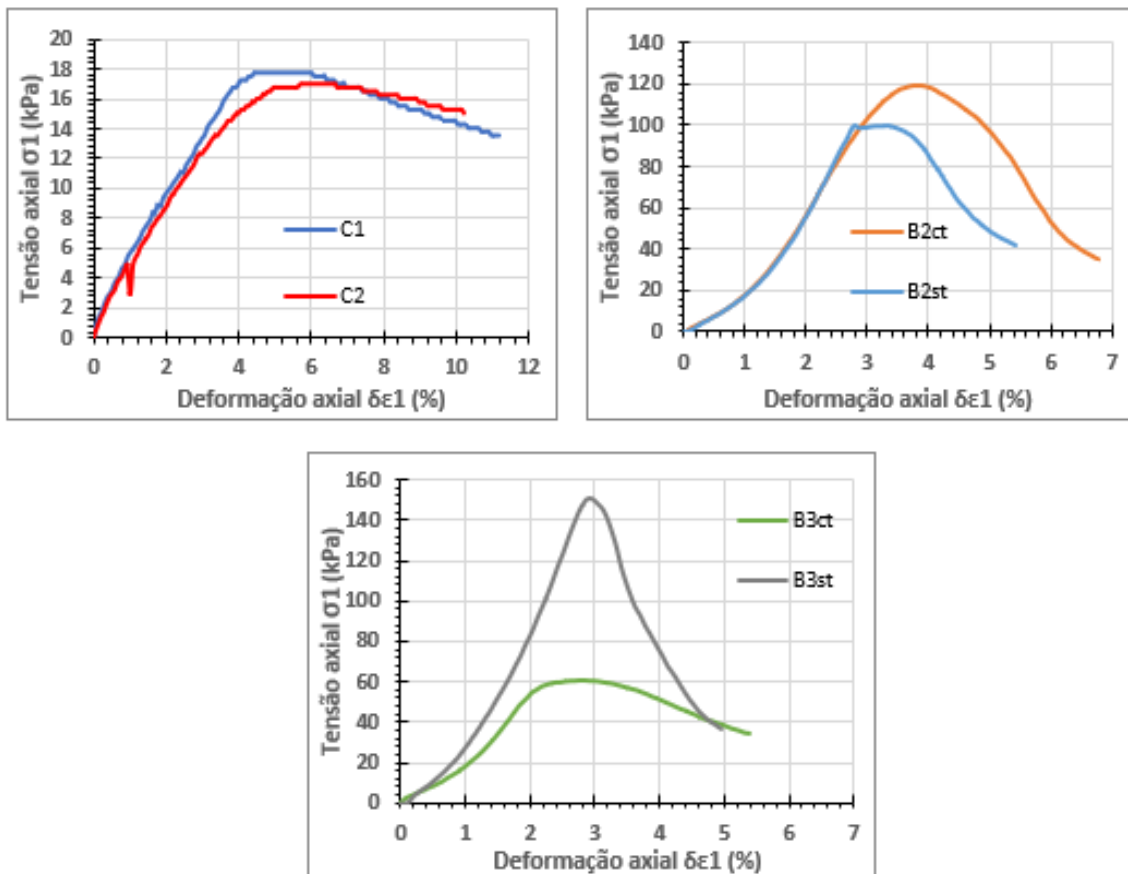 Tensão axial σ1 (kPa)
20
18
16
14
12
10
8
6
4
2
0
C1
C2
0 2 4 6 8 10 12
Deformação axial δε1 (%)
Tensão axial σ1 (kPa)
140
120
100
80
60
40
20
0
B2ct
B2st
0 1 2 3 4 5 6 7
Deformação axial δε1 (%)
Tensão axial σ1 (kPa)
160
140
120
100
80
60
40
20
0
B3ct
B3st
0 1 2 3 4 5 6 7
Deformação axial δε1 (%)